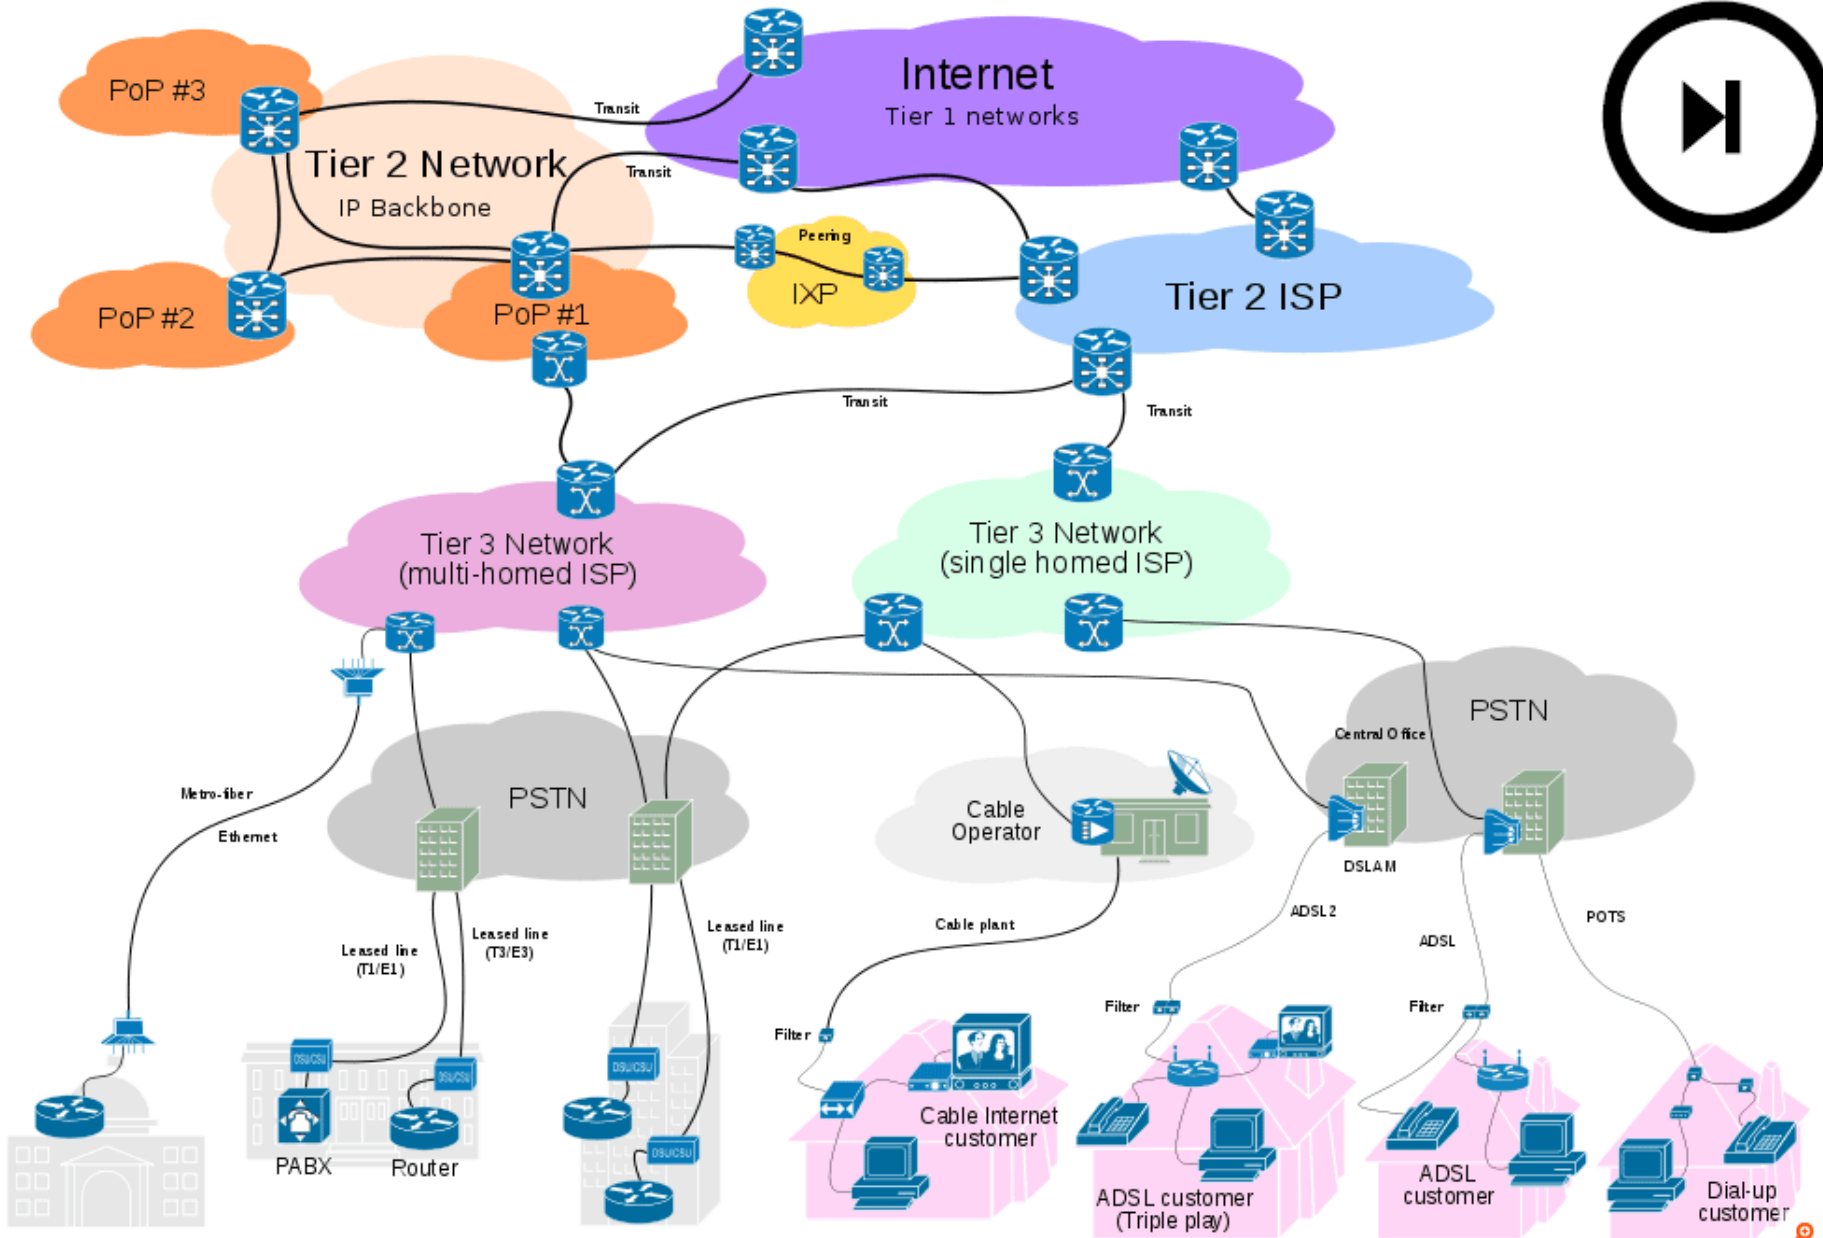 PoP #3
Internet
Tier 1 networks
Transit
Tier 2 Network
IP Backbone
Transit
Peering
IXP
Tier 2 ISP
PoP #2
PoP #1
Transit
Transit
Tier 3 Network
(multi-homed ISP)
Tier 3 Network
(single homed ISP)
PSTN
Central Office
Metro-fiber
Ethernet
PSTN
Cable
Operator
DSLAM
Leased line
(T1/E1)
Leased line
(T3/E3)
Leased line
(T1/E1)
Cable plant
ADSL2
ADSL
POTS
Filter
Filter
Filter
DSU/CSU
DSU/CSU
DSU/CSU
DSU/CSU
PABX
Router
Cable Internet
customer
ADSL customer
(Triple play)
ADSL
customer
Dial-up
customer